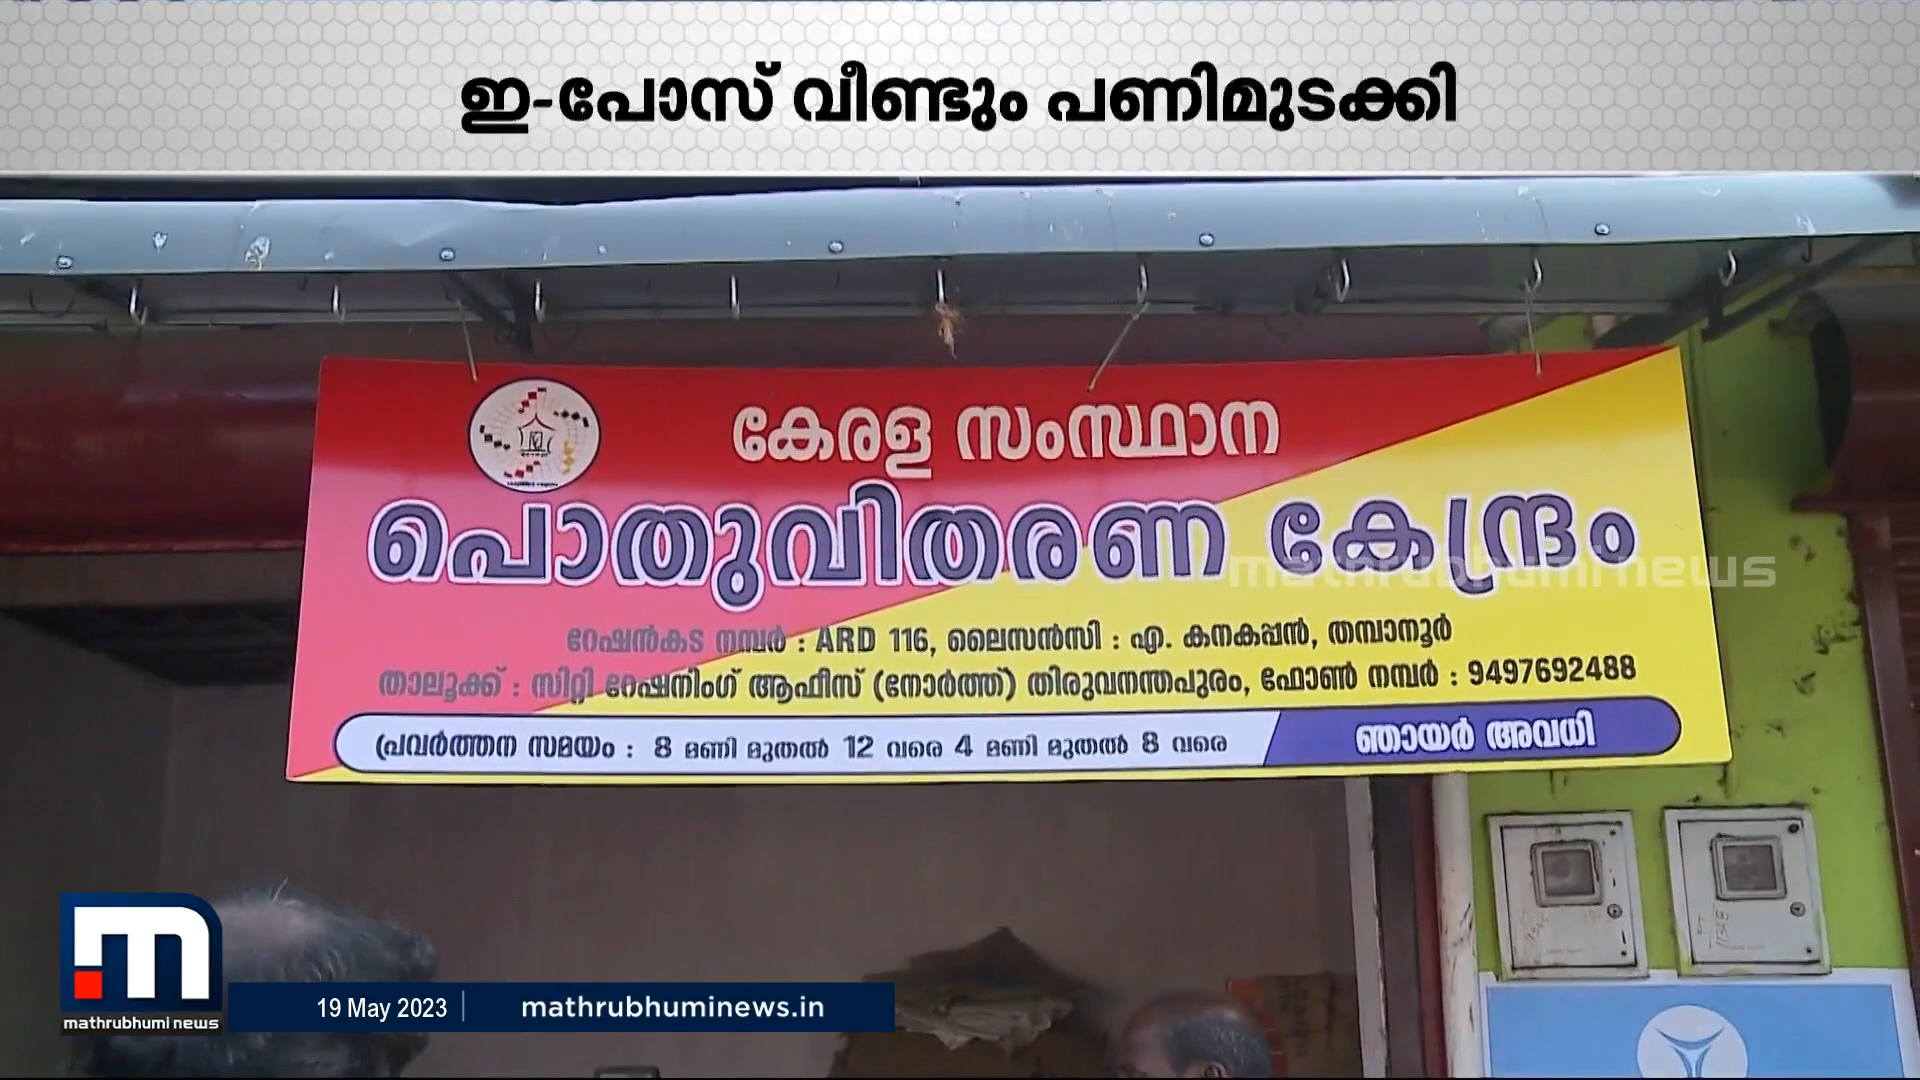 ഇ-പോസ് വീണ്ടും പണിമുടക്കി
കേരള സംസ്ഥാന
പൊതുവിതരണ കേന്ദ്രം
mathrubhumi news
റേഷൻകട നമ്പർ : ARD 116, ലൈസൻസി : എ. കനകപ്പൻ, തമ്പാനൂർ
താലൂക്ക് : സിറ്റി റേഷനിംഗ് ആഫീസ് (നോർത്ത്) തിരുവനന്തപുരം, ഫോൺ നമ്പർ : 9497692488
പ്രവർത്തന സമയം : 8 മണി മുതൽ 12 വരെ 4 മണി മുതൽ 8 വരെ
ഞായർ അവധി
mathrubhumi news
19 May 2023
mathrubhuminews.in